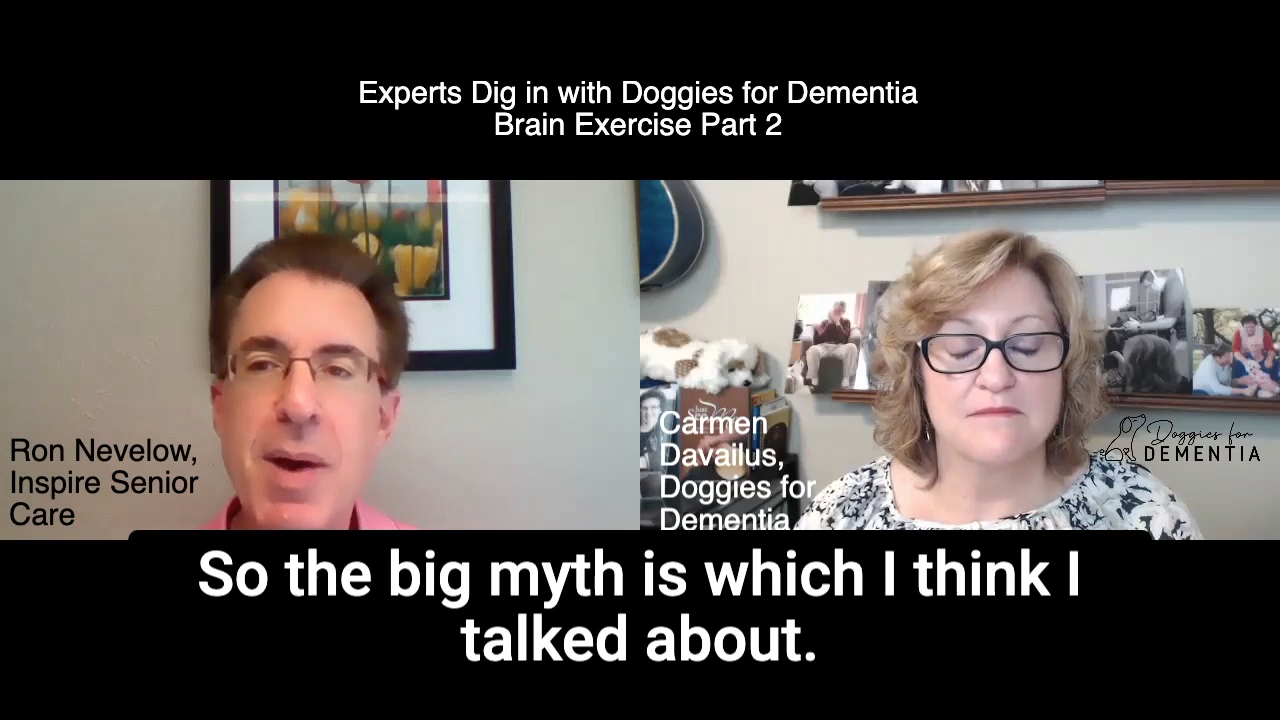 Experts Dig in with Doggies for Dementia
Brain Exercise Part 2
Ron Nevelow,
Inspire Senior
Care
Carmen
Davailus,
Doggies for
Dementia
Doggies for
DEMENTIA
So the big myth is which I think I
talked about.